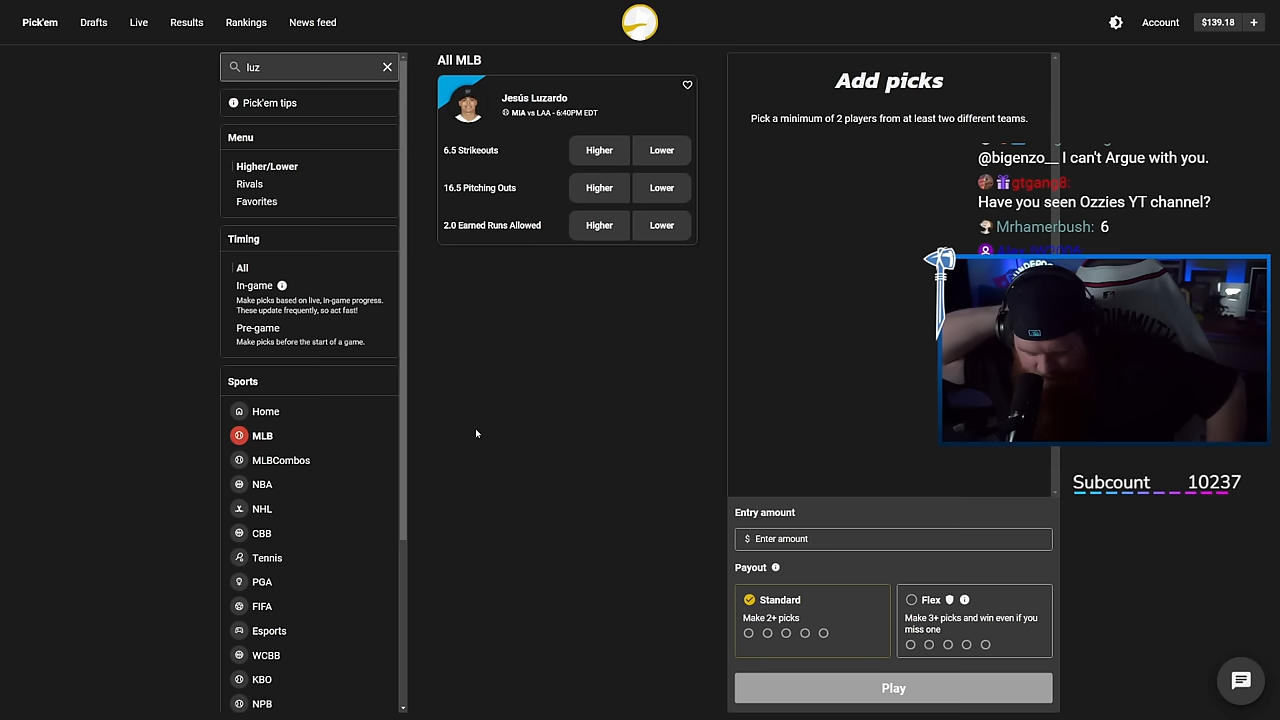 Pick'em Drafts Live Results Rankings News feed Account $139.18 +
luz
Pick'em tips
Menu
Higher/Lower
Rivals
Favorites
Timing
All
In-game
Make picks based on live, in-game progress.
These update frequently, so act fast!
Pre-game
Make picks before the start of a game.
Sports
Home
MLB
MLBCombos
NBA
NHL
CBB
Tennis
PGA
FIFA
Esports
WCBB
KBO
NPB
All MLB
Jesús Luzardo
MIA vs LAA - 6:40PM EDT
6.5 Strikeouts Higher Lower
16.5 Pitching Outs Higher Lower
2.0 Earned Runs Allowed Higher Lower
Add picks
Pick a minimum of 2 players from at least two different teams.
Entry amount
$ Enter amount
Payout
Standard
Make 2+ picks
Flex
Make 3+ picks and win even if you
miss one
Play
@bigenzo__ I can't Argue with you.
gtgang8:
Have you seen Ozzies YT channel?
Mrhamerbush: 6
Subcount 10237